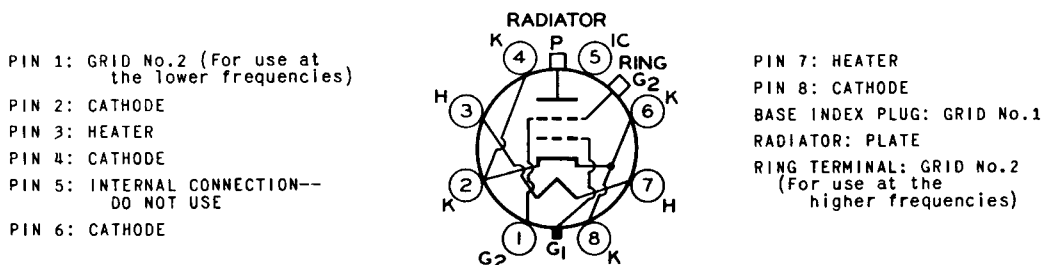 PIN 1: GRID No.2 (For use at
the lower frequencies)
PIN 2: CATHODE
PIN 3: HEATER
PIN 4: CATHODE
PIN 5: INTERNAL CONNECTION--
DO NOT USE
PIN 6: CATHODE
RADIATOR
K
P
IC
4
5
RING
G2
H
3
6
K
2
7
K
H
1
8
G2
G1
K
PIN 7: HEATER
PIN 8: CATHODE
BASE INDEX PLUG: GRID No.1
RADIATOR: PLATE
RING TERMINAL: GRID No.2
(For use at the
higher frequencies)